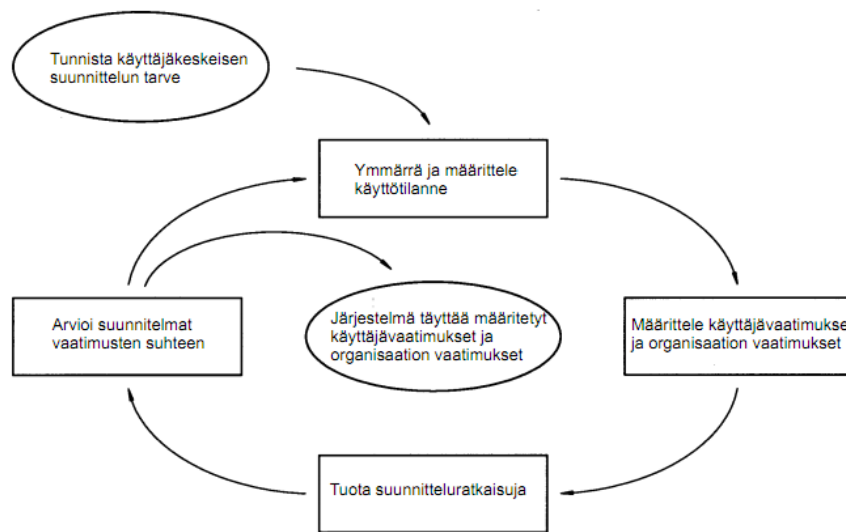 Tunnista käyttäjäkeskeisen
suunnittelun tarve
Ymmärrä ja määrittele
käyttötilanne
Arvioi suunnitelmat
vaatimusten suhteen
Järjestelmä täyttää määritetyt
käyttäjävaatimukset ja
organisaation vaatimukset
Määrittele käyttäjävaatimukse
ja organisaation vaatimukset
Tuota suunnitteluratkaisuja